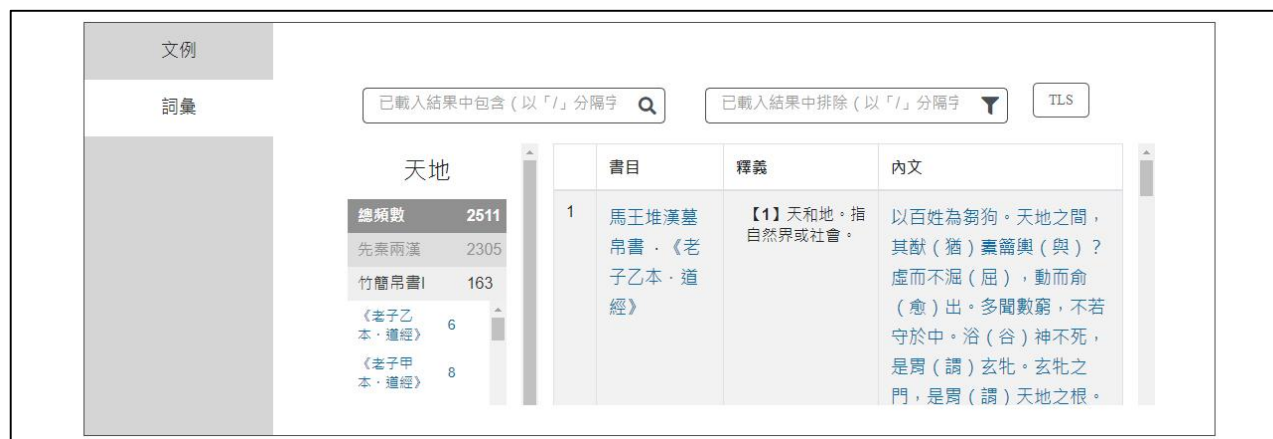 文例
詞彙
已載入結果中包含(以「/」分隔字
已載入結果中排除(以「/」分隔字
TLS
天地
總頻數 2511
先秦兩漢 2305
竹簡帛書I 163
《老子乙
本·道經》 6
《老子甲
本·道經》 8
書目 釋義 內文
1
馬王堆漢墓
帛書·《老
子乙本·道
經》
【1】天和地。指
自然界或社會。
以百姓為芻狗。天地之間,
其猷(猶)橐籥輿(與)?
虛而不淈(屈),動而俞
(愈)出。多聞數窮,不若
守於中。浴(谷)神不死,
是胃(謂)玄牝。玄牝之
門,是胃(謂)天地之根。